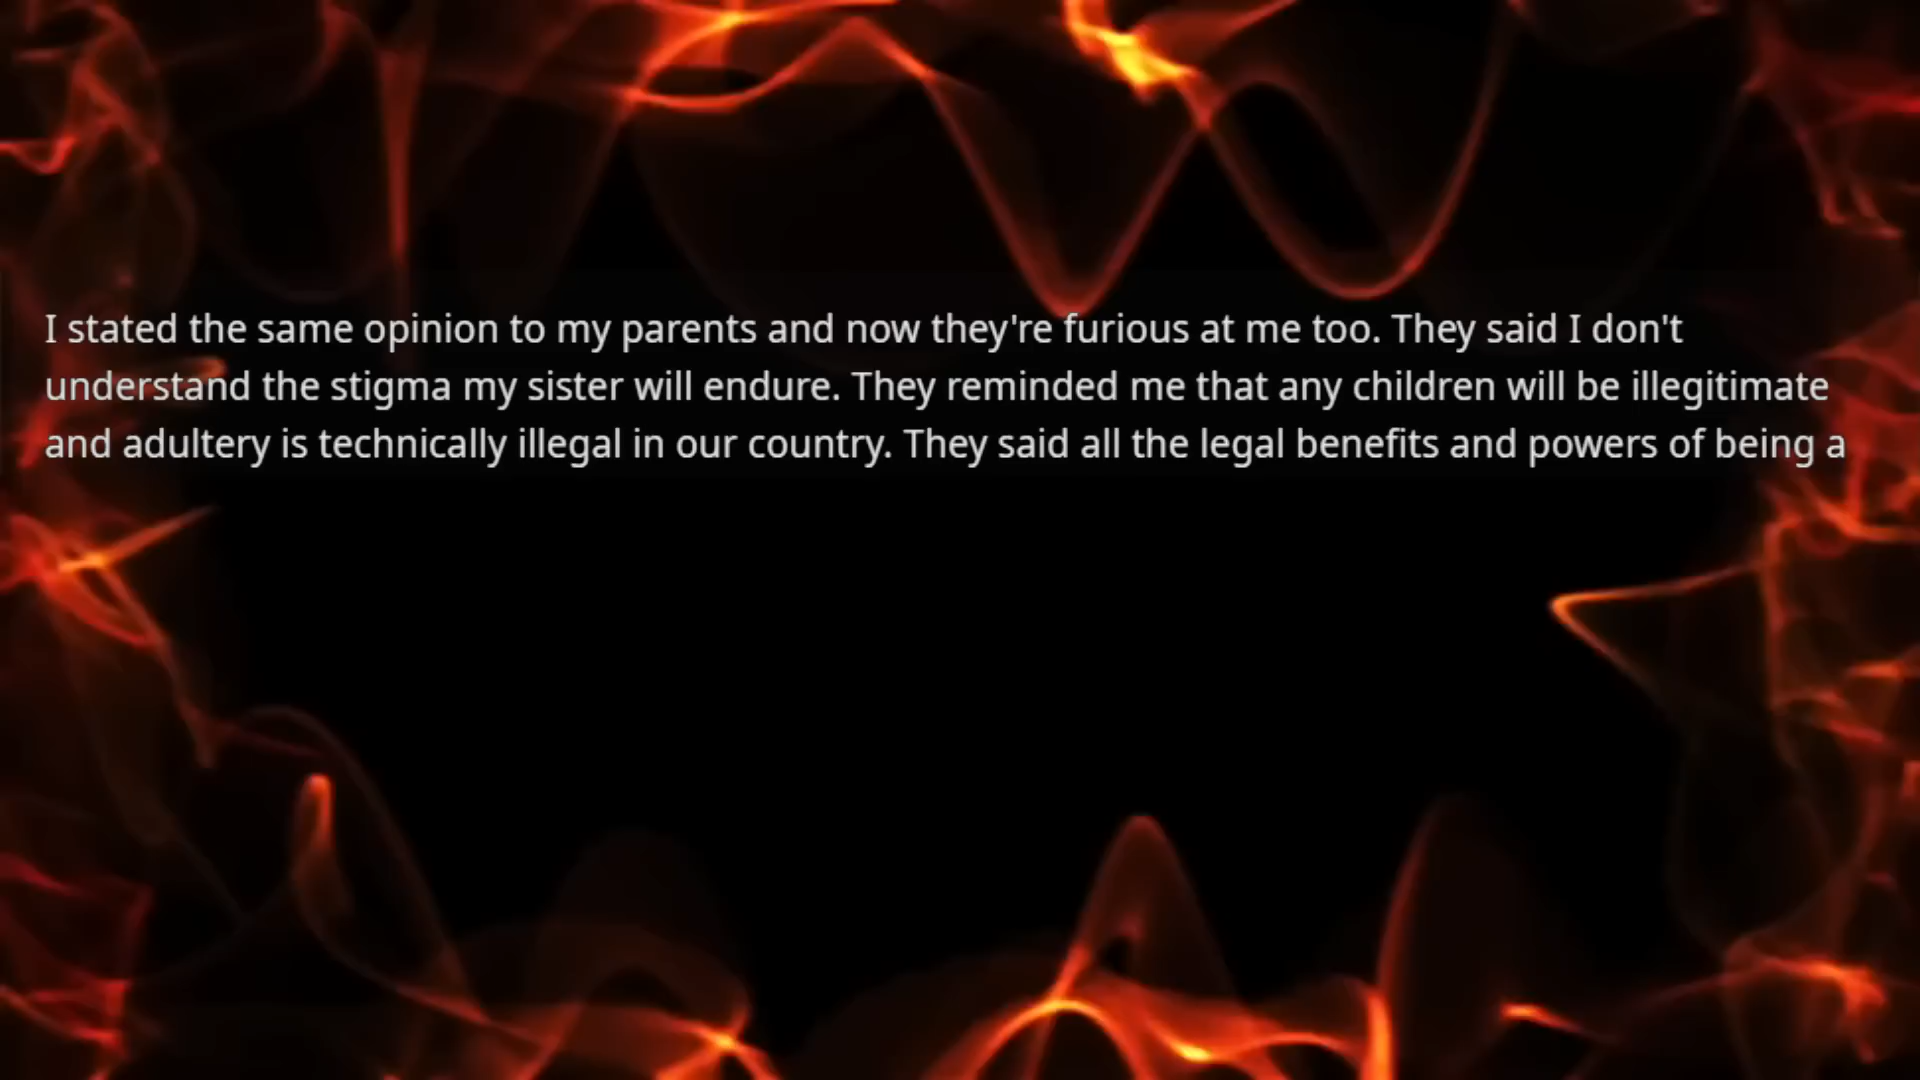 I stated the same opinion to my parents and now they're furious at me too. They said I don't
understand the stigma my sister will endure. They reminded me that any children will be illegitimate
and adultery is technically illegal in our country. They said all the legal benefits and powers of being a